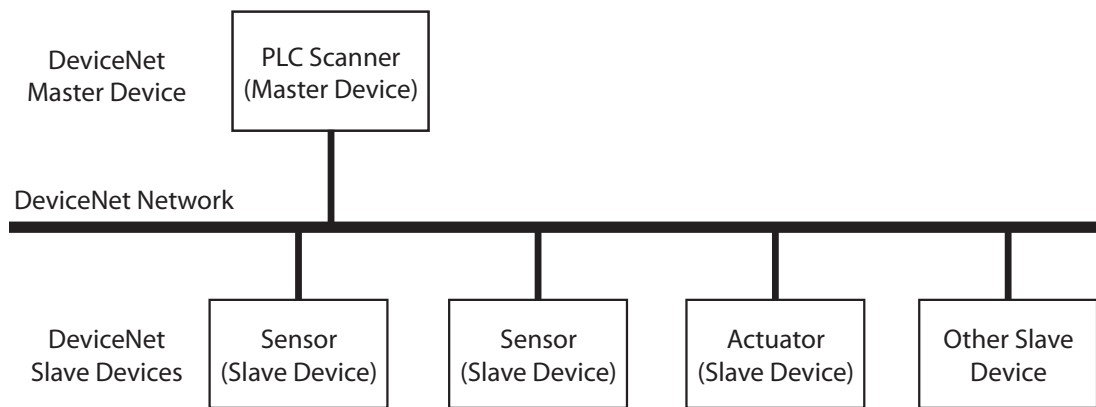 DeviceNet
Master Device
PLC Scanner
(Master Device)
DeviceNet Network
DeviceNet
Slave Devices
Sensor
(Slave Device)
Sensor
(Slave Device)
Actuator
(Slave Device)
Other Slave
Device